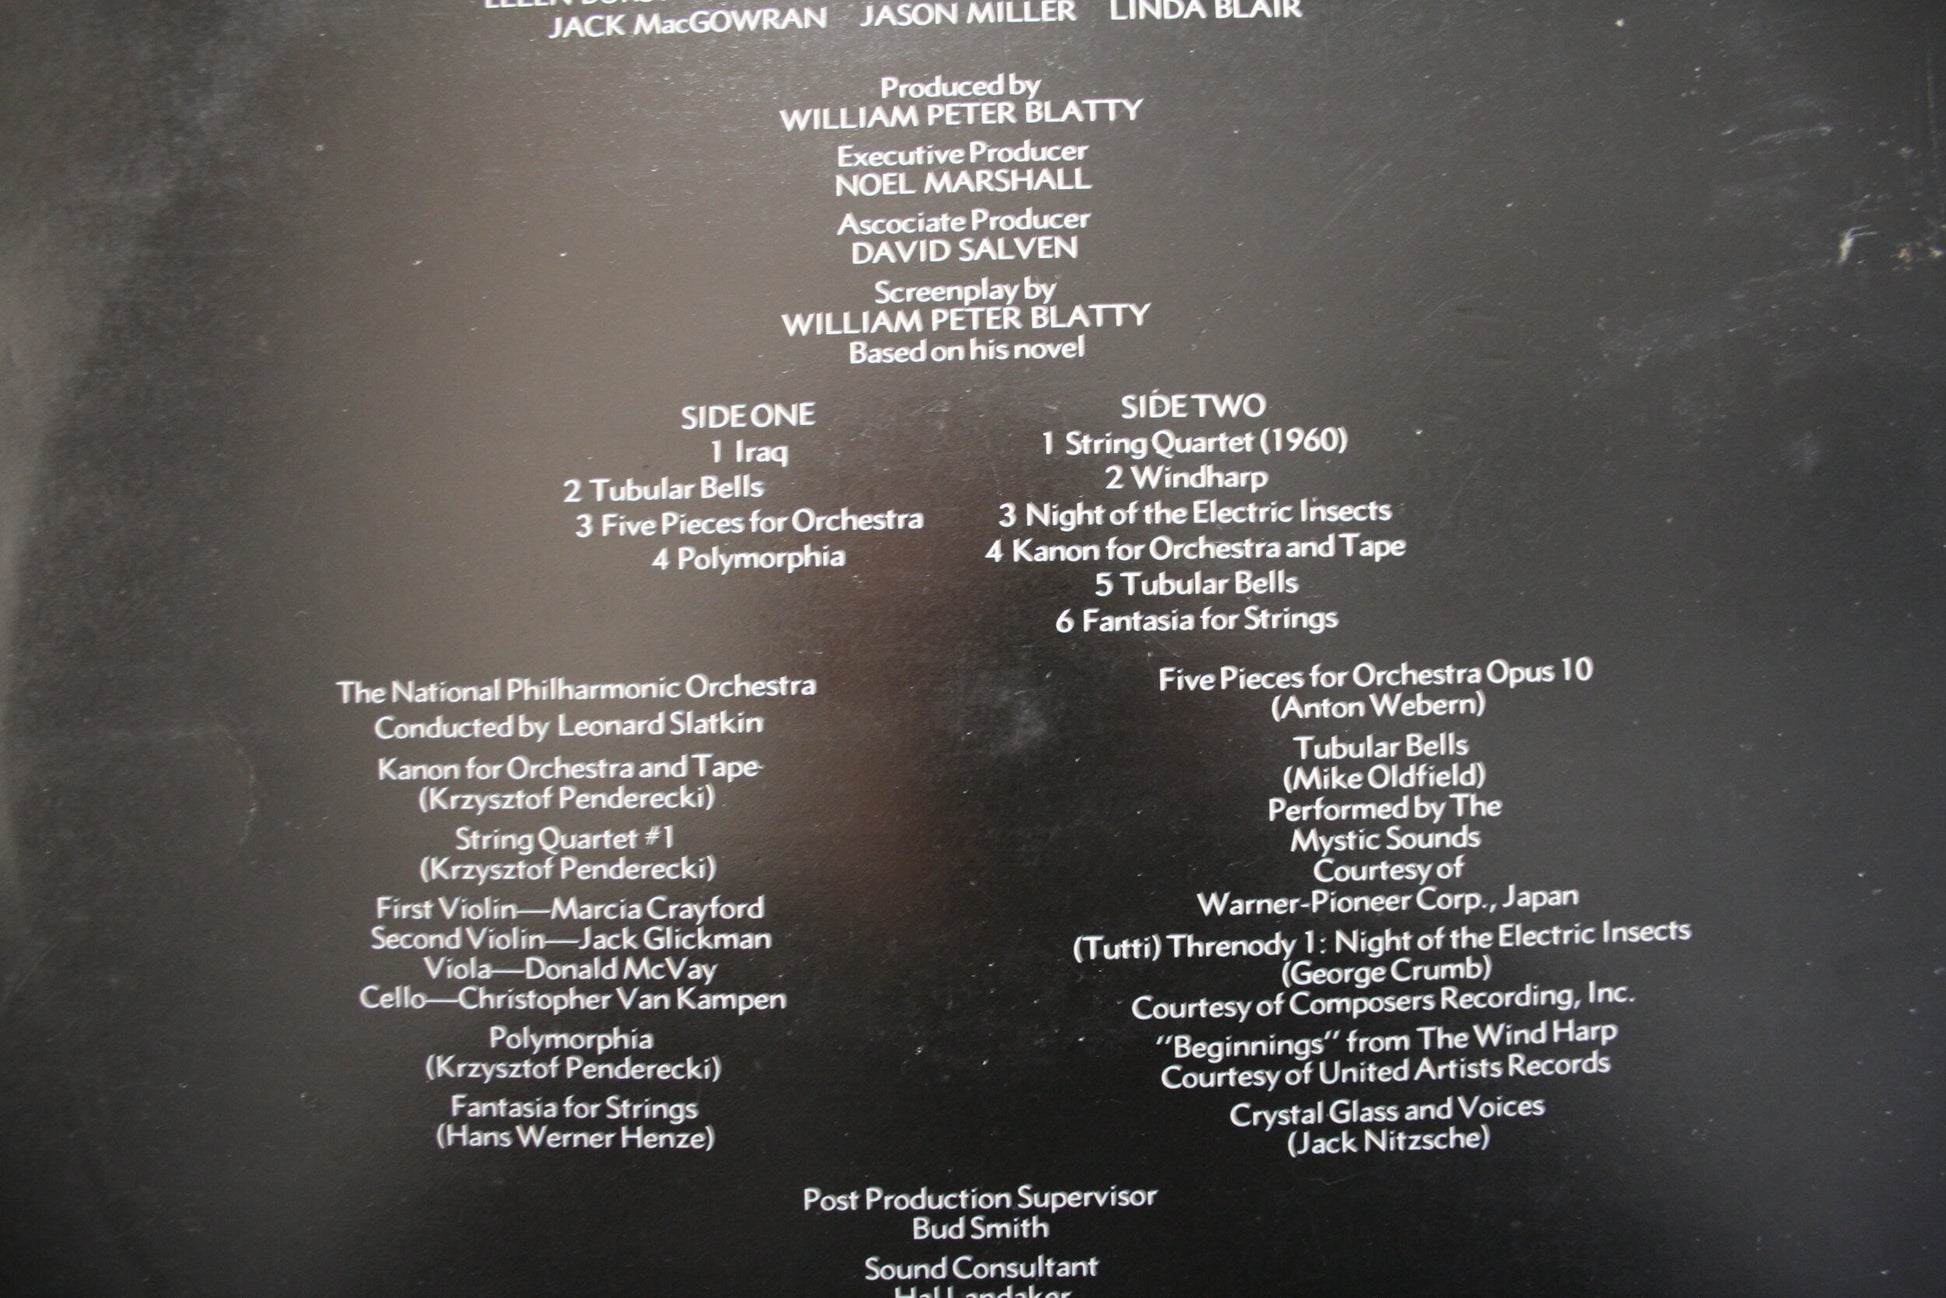 JACK MacGOWRAN JASON MILLER LINDA BLAIR
Produced by
WILLIAM PETER BLATTY
Executive Producer
NOEL MARSHALL
Ascociate Producer
DAVID SALVEN
Screenplay by
WILLIAM PETER BLATTY
Based on his novel
SIDE ONE
1 Iraq
2 Tubular Bells
3 Five Pieces for Orchestra
4 Polymorphia
SIDE TWO
1 String Quartet (1960)
2 Windharp
3 Night of the Electric Insects
4 Kanon for Orchestra and Tape
5 Tubular Bells
6 Fantasia for Strings
The National Philharmonic Orchestra
Conducted by Leonard Slatkin
Kanon for Orchestra and Tape
(Krzysztof Penderecki)
String Quartet #1
(Krzysztof Penderecki)
First Violin—Marcia Crayford
Second Violin—Jack Glickman
Viola—Donald McVay
Cello—Christopher Van Kampen
Polymorphia
(Krzysztof Penderecki)
Fantasia for Strings
(Hans Werner Henze)
Five Pieces for Orchestra Opus 10
(Anton Webern)
Tubular Bells
(Mike Oldfield)
Performed by The
Mystic Sounds
Courtesy of
Warner-Pioneer Corp., Japan
(Tutti) Threnody 1: Night of the Electric Insects
(George Crumb)
Courtesy of Composers Recording, Inc.
"Beginnings" from The Wind Harp
Courtesy of United Artists Records
Crystal Glass and Voices
(Jack Nitzsche)
Post Production Supervisor
Bud Smith
Sound Consultant